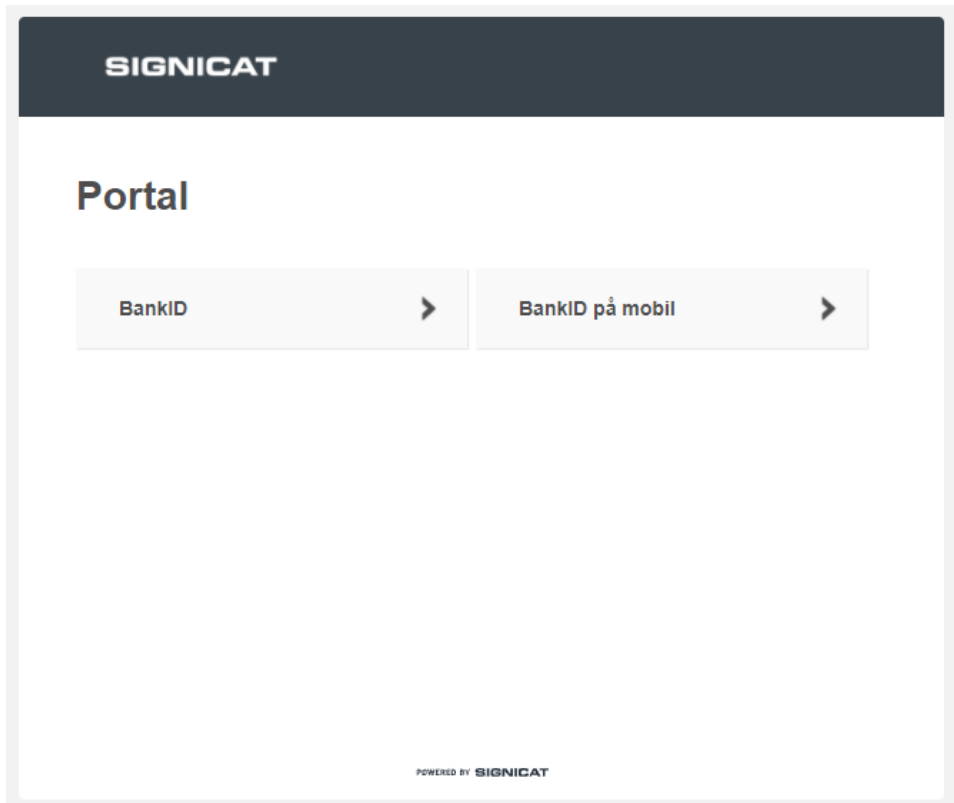 SIGNICAT
Portal
BankID
BankID på mobil
POWERED BY SIGNICAT